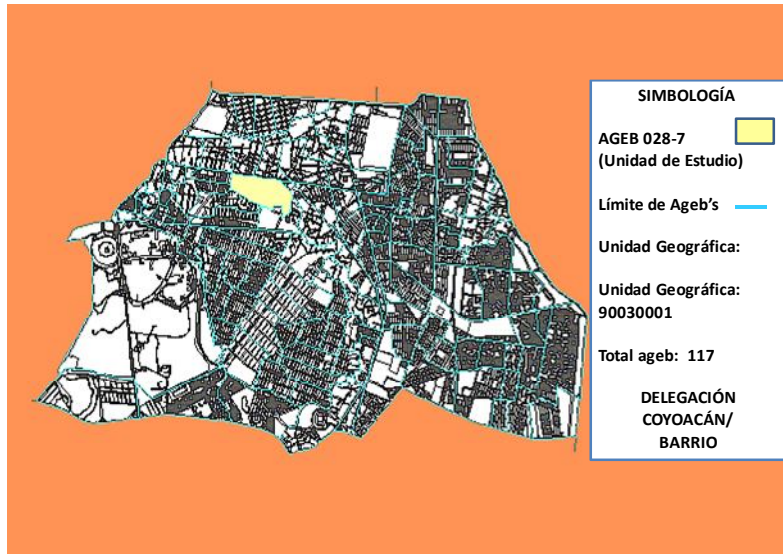 SIMBOLOGÍA
AGEB 028-7
(Unidad de Estudio)
Límite de Ageb’s
Unidad Geográfica:
Unidad Geográfica:
90030001
Total ageb: 117
DELEGACIÓN
COYOACÁN/
BARRIO